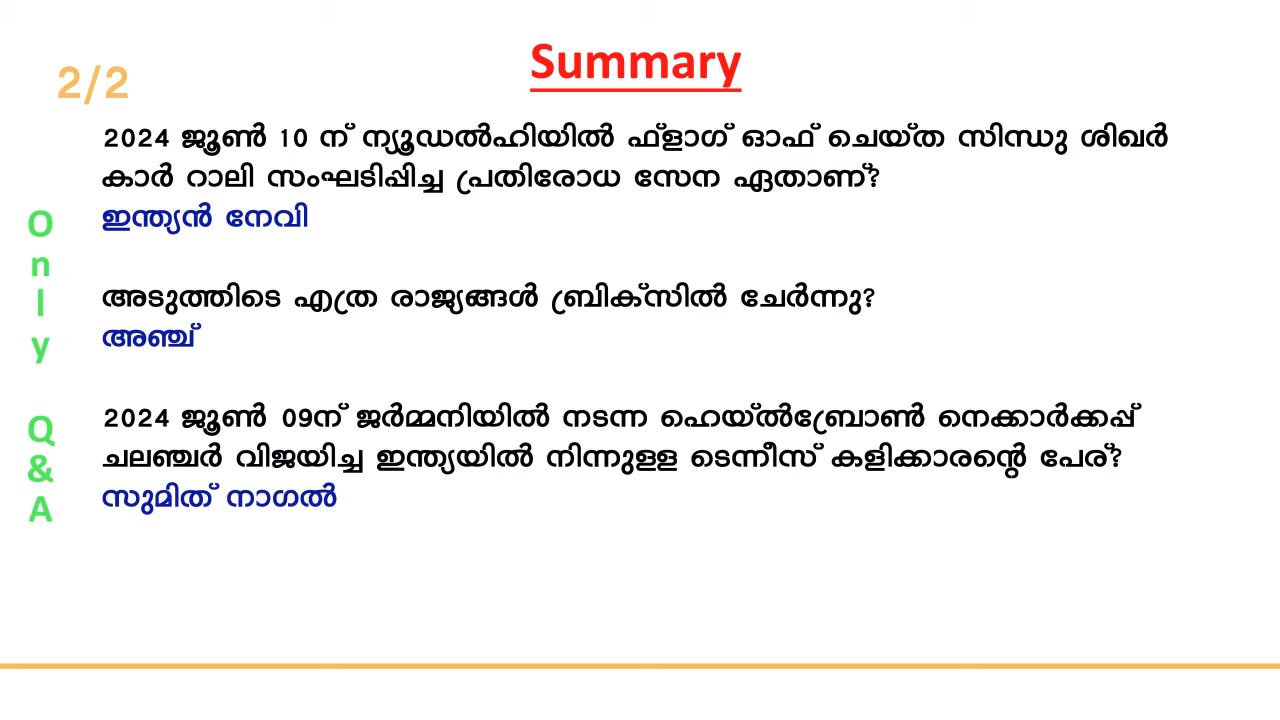 Summary
2/2
2024 ജൂൺ 10 ന് ന്യൂഡൽഹിയിൽ ഫ്ളാഗ് ഓഫ് ചെയ്ത സിന്ധു ശിഖർ
കാർ റാലി സംഘടിപ്പിച്ച പ്രതിരോധ സേന ഏതാണ്?
ഇന്ത്യൻ നേവി
അടുത്തിടെ എത്ര രാജ്യങ്ങൾ ബ്രിക്സിൽ ചേർന്നു?
അഞ്ച്
2024 ജൂൺ 09ന് ജർമ്മനിയിൽ നടന്ന ഹെയ്ൽബ്രോൺ നെക്കാർക്കപ്പ്
ചലഞ്ചർ വിജയിച്ച ഇന്ത്യയിൽ നിന്നുളള ടെന്നീസ് കളിക്കാരന്റെ പേര്?
സുമിത് നാഗൽ
Only
Q&A